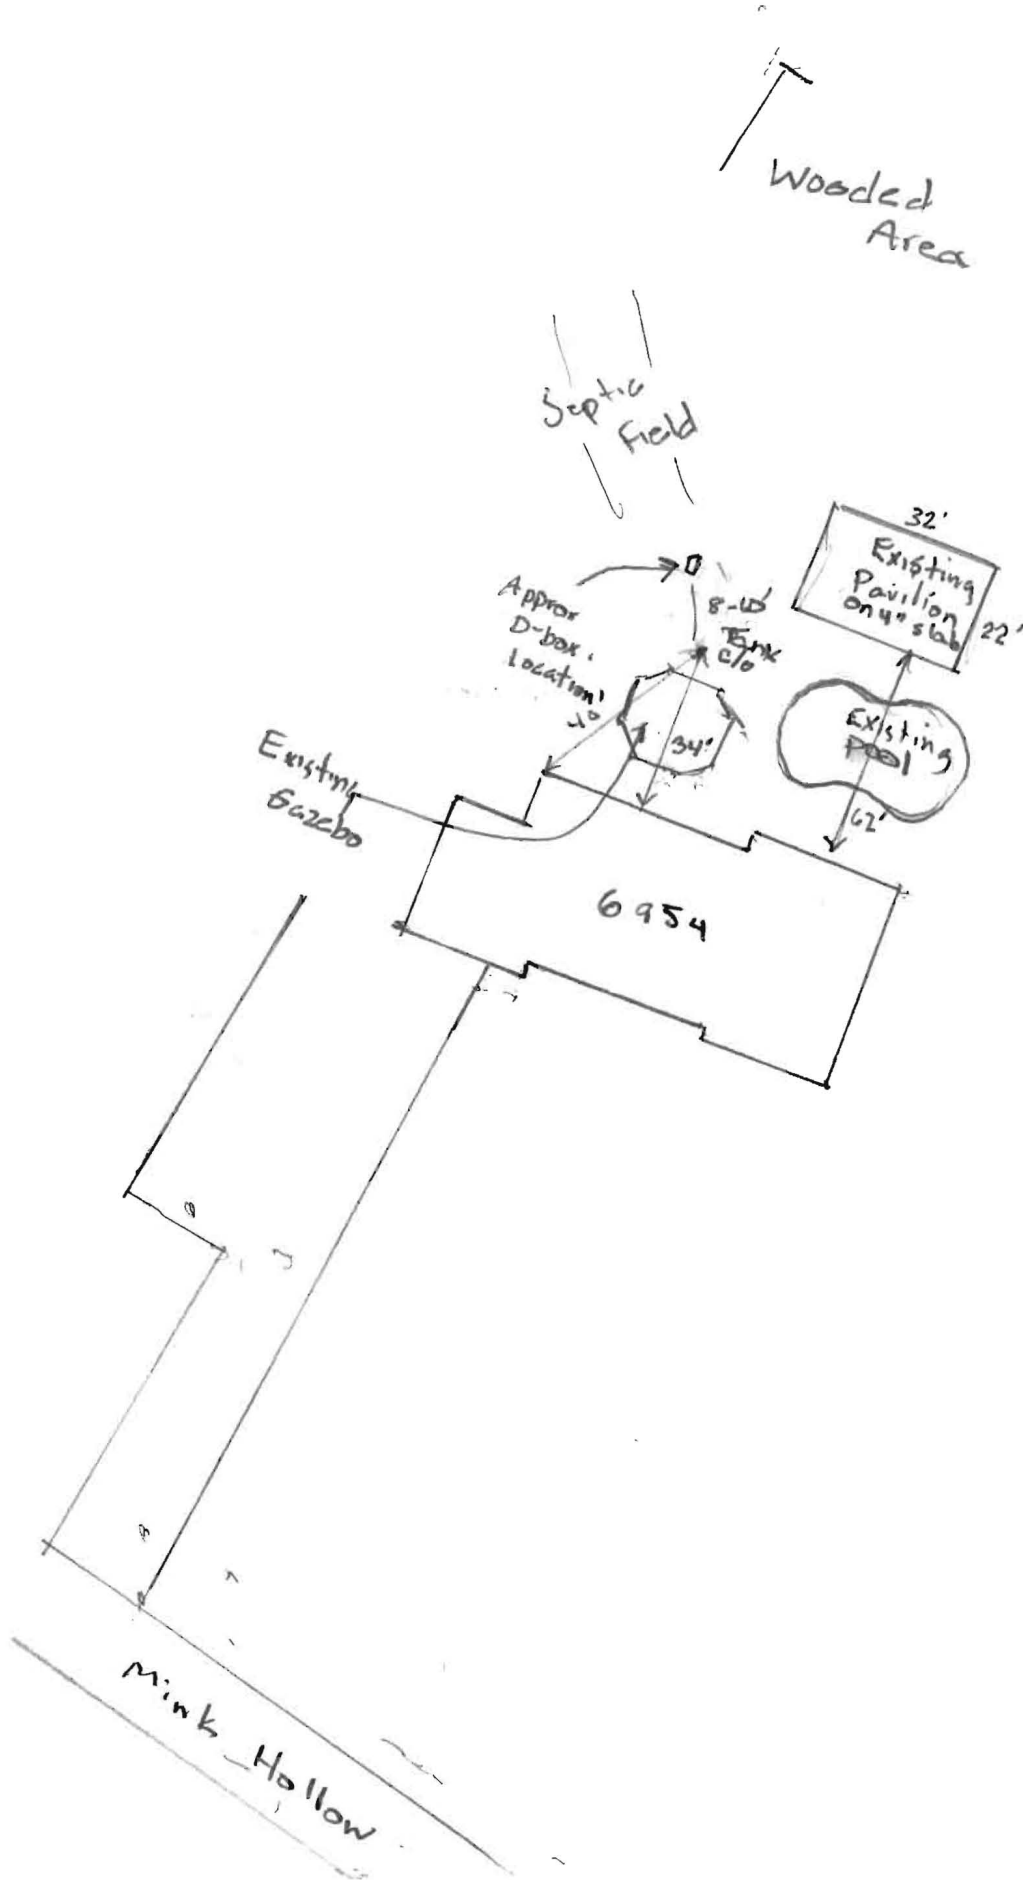 Wooded
Area
Septic
Field
32'
Existing
Pavilion
on 4" slab
22'
Approx
D-box.
Location
8-10'
Tank
c/o
34'
Existing
Pool
62'
Existing
Gazebo
6954
Mink Hollow